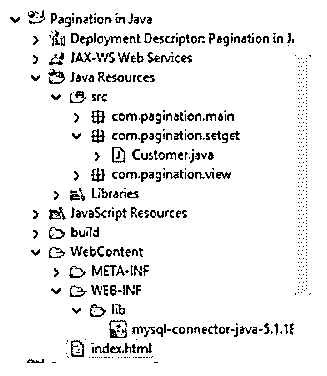 Pagination in Java
Deployment Descriptor: Pagination in J
JAX-WS Web Services
Java Resources
src
com.pagination.main
com.pagination.setget
Customer.java
com.pagination.view
Libraries
JavaScript Resources
build
WebContent
META-INF
WEB-INF
lib
mysql-connector-java-5.1.18
index.html